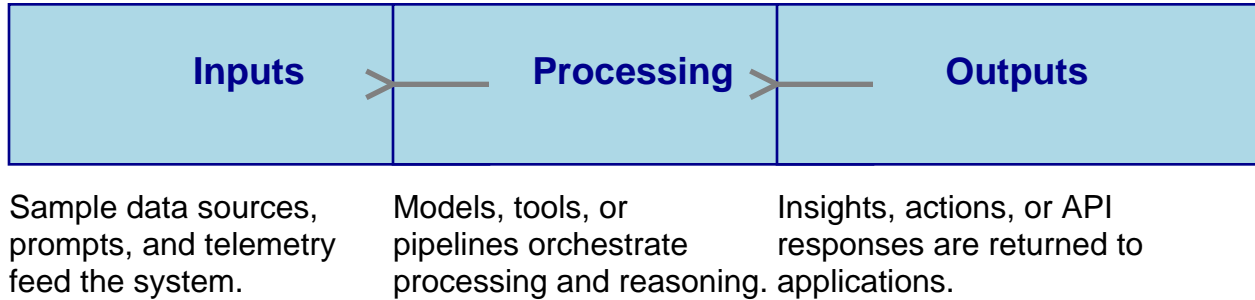 Inputs
Processing
Outputs
Sample data sources,
prompts, and telemetry
feed the system.
Models, tools, or
pipelines orchestrate
processing and reasoning.
Insights, actions, or API
responses are returned to
applications.